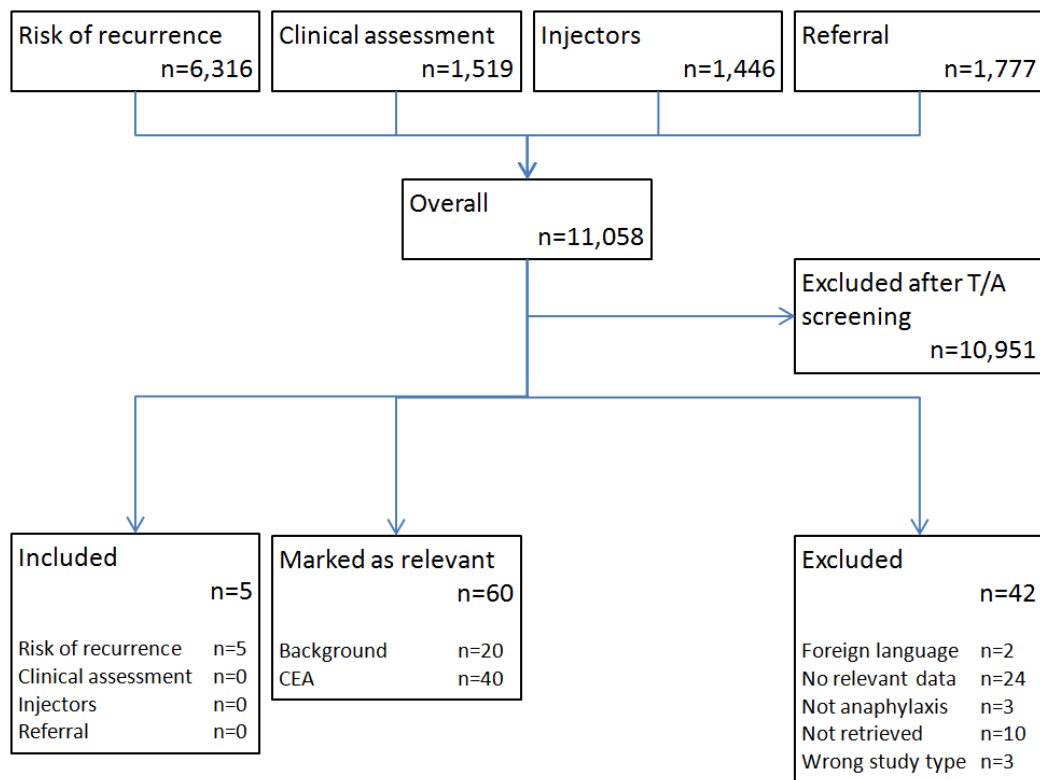 Risk of recurrence
n=6,316
Clinical assessment
n=1,519
Injectors
n=1,446
Referral
n=1,777
Overall
n=11,058
Excluded after T/A
screening
n=10,951
Included
n=5
Risk of recurrence n=5
Clinical assessment n=0
Injectors n=0
Referral n=0
Marked as relevant
n=60
Background n=20
CEA n=40
Excluded
n=42
Foreign language n=2
No relevant data n=24
Not anaphylaxis n=3
Not retrieved n=10
Wrong study type n=3